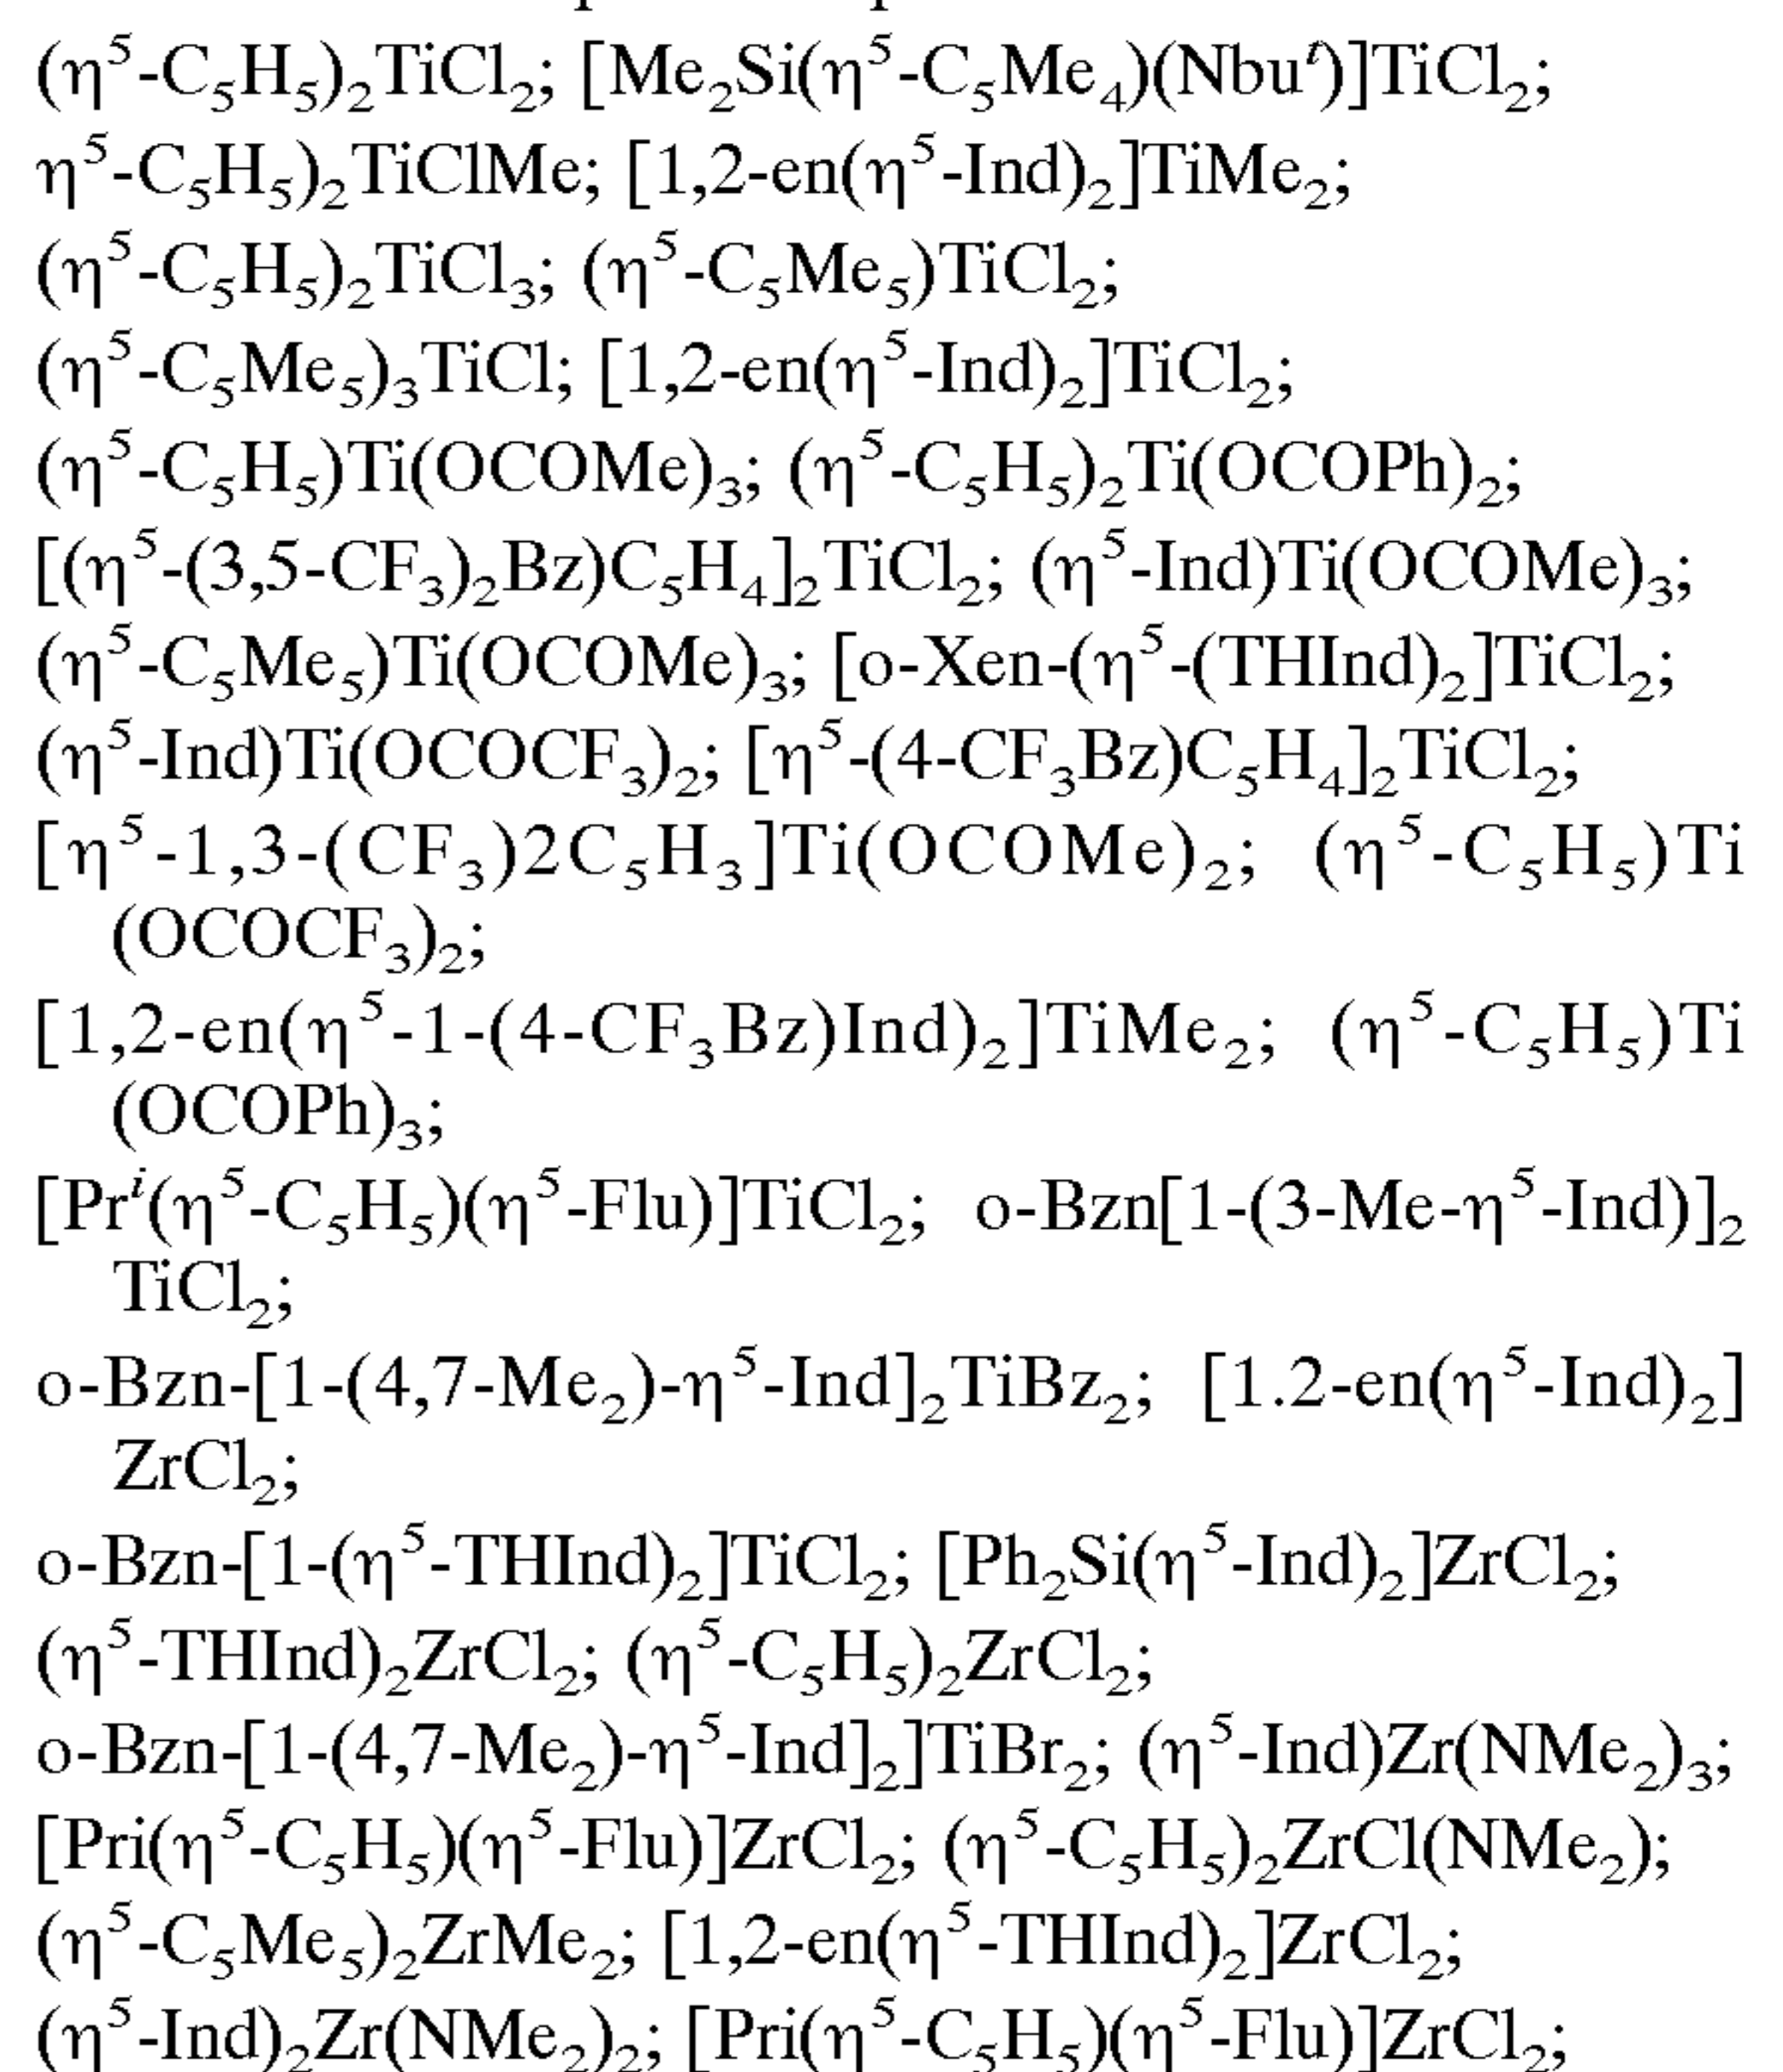 (η⁵-C₅H₅)₂TiCl₂; [Me₂Si(η⁵-C₅Me₄)(Nbuᵗ)]TiCl₂;
η⁵-C₅H₅)₂TiClMe; [1,2-en(η⁵-Ind)₂]TiMe₂;
(η⁵-C₅H₅)₂TiCl₃; (η⁵-C₅Me₅)TiCl₂;
(η⁵-C₅Me₅)₃TiCl; [1,2-en(η⁵-Ind)₂]TiCl₂;
(η⁵-C₅H₅)Ti(OCOMe)₃; (η⁵-C₅H₅)₂Ti(OCOPh)₂;
[(η⁵-(3,5-CF₃)₂Bz)C₅H₄]₂TiCl₂; (η⁵-Ind)Ti(OCOMe)₃;
(η⁵-C₅Me₅)Ti(OCOMe)₃; [o-Xen-(η⁵-(THInd)₂]TiCl₂;
(η⁵-Ind)Ti(OCOCF₃)₂; [η⁵-(4-CF₃Bz)C₅H₄]₂TiCl₂;
[η⁵-1,3-(CF₃)2C₅H₃]Ti(OCOMe)₂; (η⁵-C₅H₅)Ti
(OCOCF₃)₂;
[1,2-en(η⁵-1-(4-CF₃Bz)Ind)₂]TiMe₂; (η⁵-C₅H₅)Ti
(OCOPh)₃;
[Prⁱ(η⁵-C₅H₅)(η⁵-Flu)]TiCl₂; o-Bzn[1-(3-Me-η⁵-Ind)]₂
TiCl₂;
o-Bzn-[1-(4,7-Me₂)-η⁵-Ind]₂TiBz₂; [1.2-en(η⁵-Ind)₂]
ZrCl₂;
o-Bzn-[1-(η⁵-THInd)₂]TiCl₂; [Ph₂Si(η⁵-Ind)₂]ZrCl₂;
(η⁵-THInd)₂ZrCl₂; (η⁵-C₅H₅)₂ZrCl₂;
o-Bzn-[1-(4,7-Me₂)-η⁵-Ind]₂]TiBr₂; (η⁵-Ind)Zr(NMe₂)₃;
[Pri(η⁵-C₅H₅)(η⁵-Flu)]ZrCl₂; (η⁵-C₅H₅)₂ZrCl(NMe₂);
(η⁵-C₅Me₅)₂ZrMe₂; [1,2-en(η⁵-THInd)₂]ZrCl₂;
(η⁵-Ind)₂Zr(NMe₂)₂; [Pri(η⁵-C₅H₅)(η⁵-Flu)]ZrCl₂;